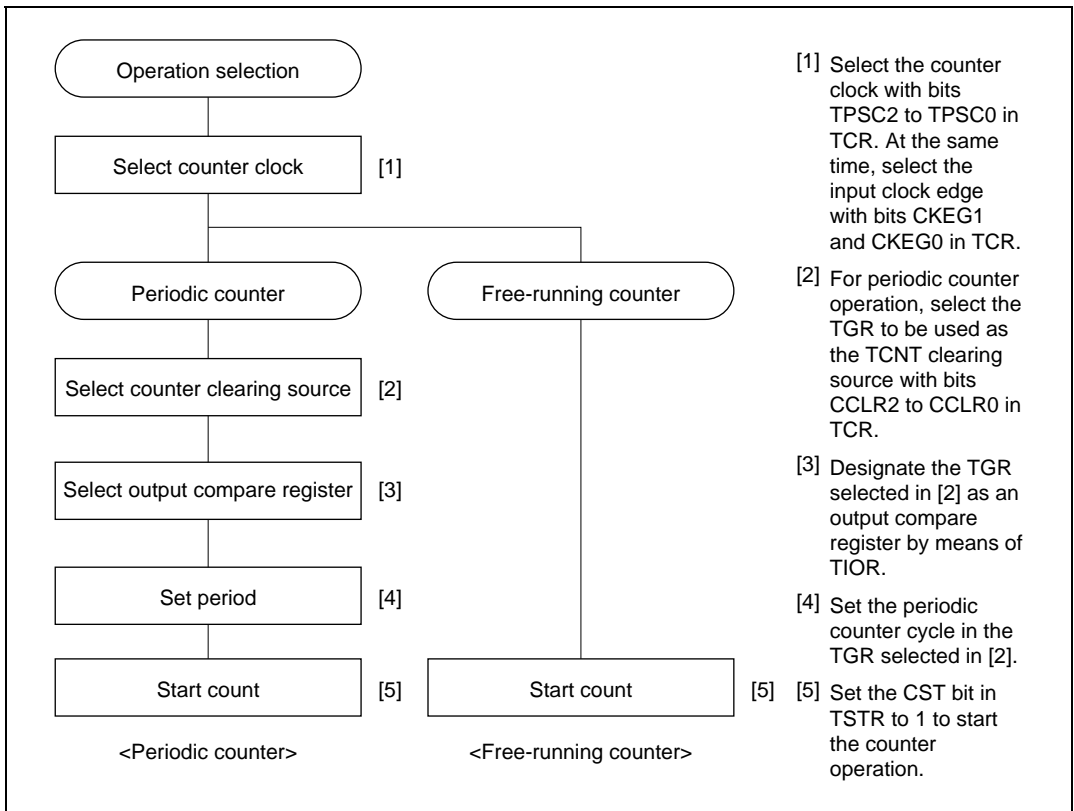 Operation selection
Select counter clock [1]
Periodic counter
Free-running counter
Select counter clearing source [2]
Select output compare register [3]
Set period [4]
Start count [5]
Start count [5]
<Periodic counter>
<Free-running counter>
[1] Select the counter
clock with bits
TPSC2 to TPSC0 in
TCR. At the same
time, select the
input clock edge
with bits CKEG1
and CKEG0 in TCR.
[2] For periodic counter
operation, select the
TGR to be used as
the TCNT clearing
source with bits
CCLR2 to CCLR0 in
TCR.
[3] Designate the TGR
selected in [2] as an
output compare
register by means of
TIOR.
[4] Set the periodic
counter cycle in the
TGR selected in [2].
[5] Set the CST bit in
TSTR to 1 to start
the counter
operation.